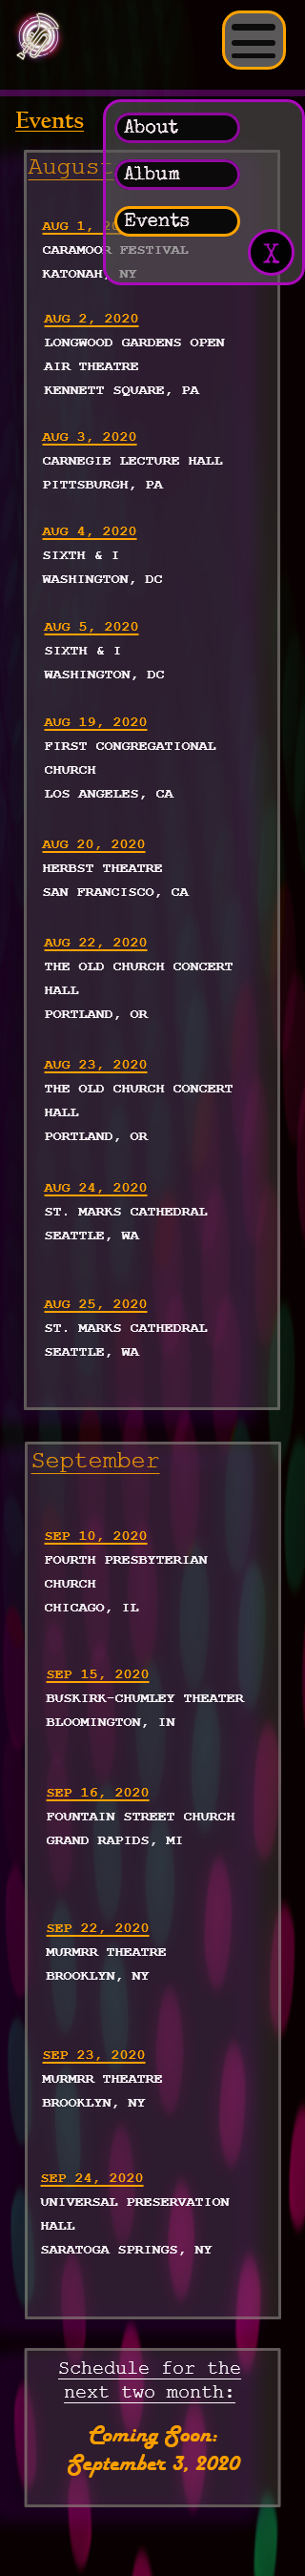 Events
About
Album
Events
X
August
AUG 1, 20
CARAMOOR FESTIVAL
KATONAH, NY
AUG 2, 2020
LONGWOOD GARDENS OPEN
AIR THEATRE
KENNETT SQUARE, PA
AUG 3, 2020
CARNEGIE LECTURE HALL
PITTSBURGH, PA
AUG 4, 2020
SIXTH & I
WASHINGTON, DC
AUG 5, 2020
SIXTH & I
WASHINGTON, DC
AUG 19, 2020
FIRST CONGREGATIONAL
CHURCH
LOS ANGELES, CA
AUG 20, 2020
HERBST THEATRE
SAN FRANCISCO, CA
AUG 22, 2020
THE OLD CHURCH CONCERT
HALL
PORTLAND, OR
AUG 23, 2020
THE OLD CHURCH CONCERT
HALL
PORTLAND, OR
AUG 24, 2020
ST. MARKS CATHEDRAL
SEATTLE, WA
AUG 25, 2020
ST. MARKS CATHEDRAL
SEATTLE, WA
September
SEP 10, 2020
FOURTH PRESBYTERIAN
CHURCH
CHICAGO, IL
SEP 15, 2020
BUSKIRK-CHUMLEY THEATER
BLOOMINGTON, IN
SEP 16, 2020
FOUNTAIN STREET CHURCH
GRAND RAPIDS, MI
SEP 22, 2020
MURMRR THEATRE
BROOKLYN, NY
SEP 23, 2020
MURMRR THEATRE
BROOKLYN, NY
SEP 24, 2020
UNIVERSAL PRESERVATION
HALL
SARATOGA SPRINGS, NY
Schedule for the
next two month:
Coming Soon:
September 3, 2020